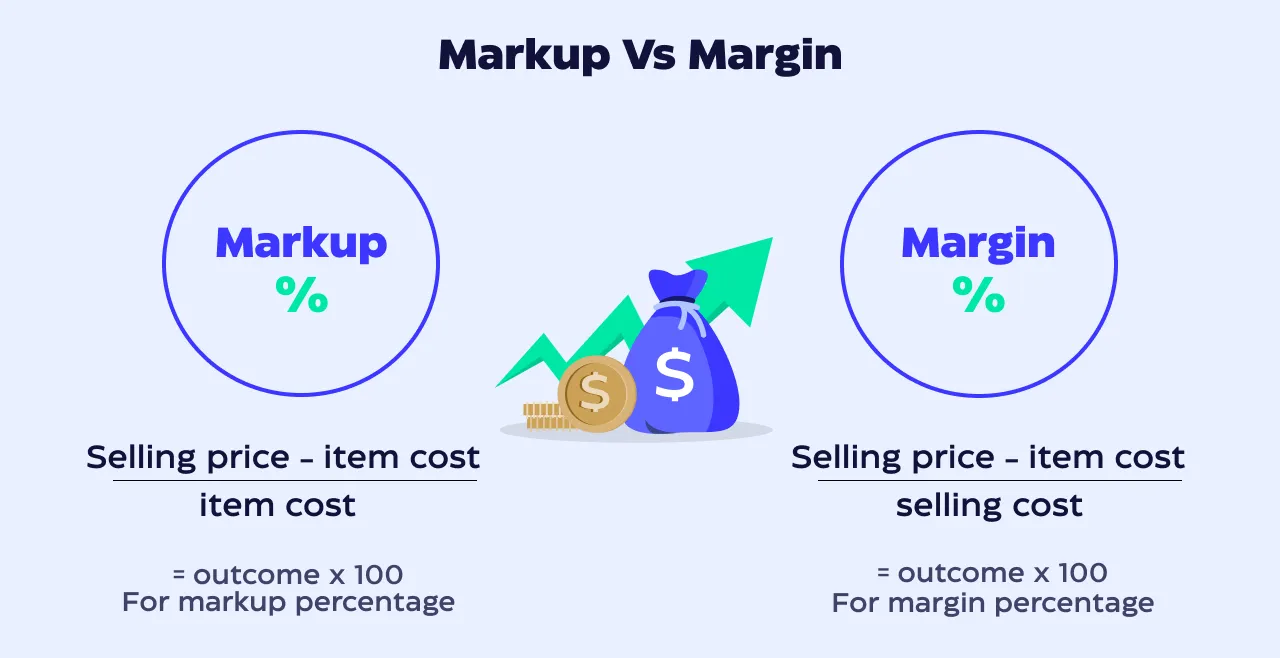 Markup Vs Margin
Markup
%
Selling price - item cost
item cost
= outcome x 100
For markup percentage
$
$
Margin
%
Selling price - item cost
selling cost
= outcome x 100
For margin percentage